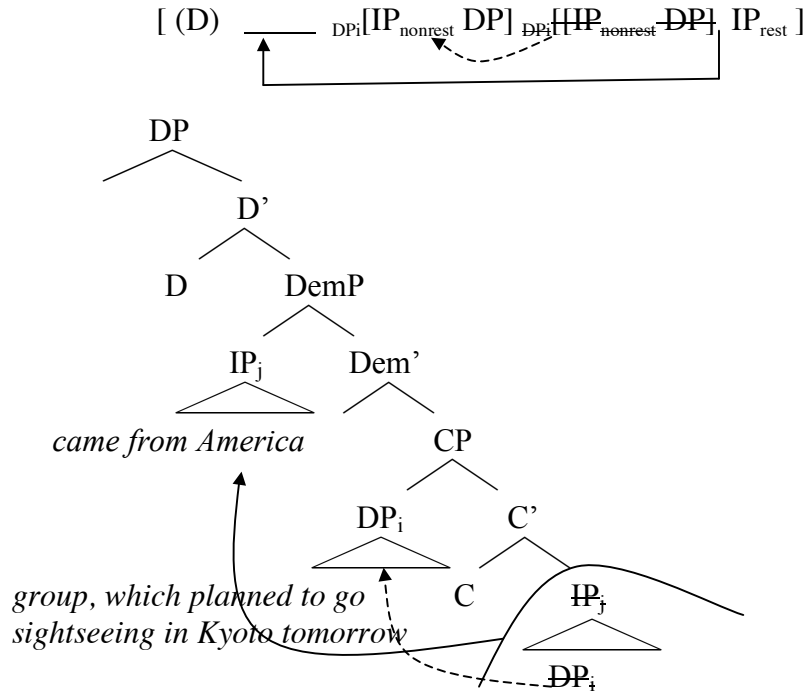 [ (D) ____ DPi[IPnonrest DP] DPi[[IPnonrest DP] IPrest ]
DP
D’
D DemP
IPj Dem’
came from America CP
DPi C’
group, which planned to go C IPj
sightseeing in Kyoto tomorrow
DPi